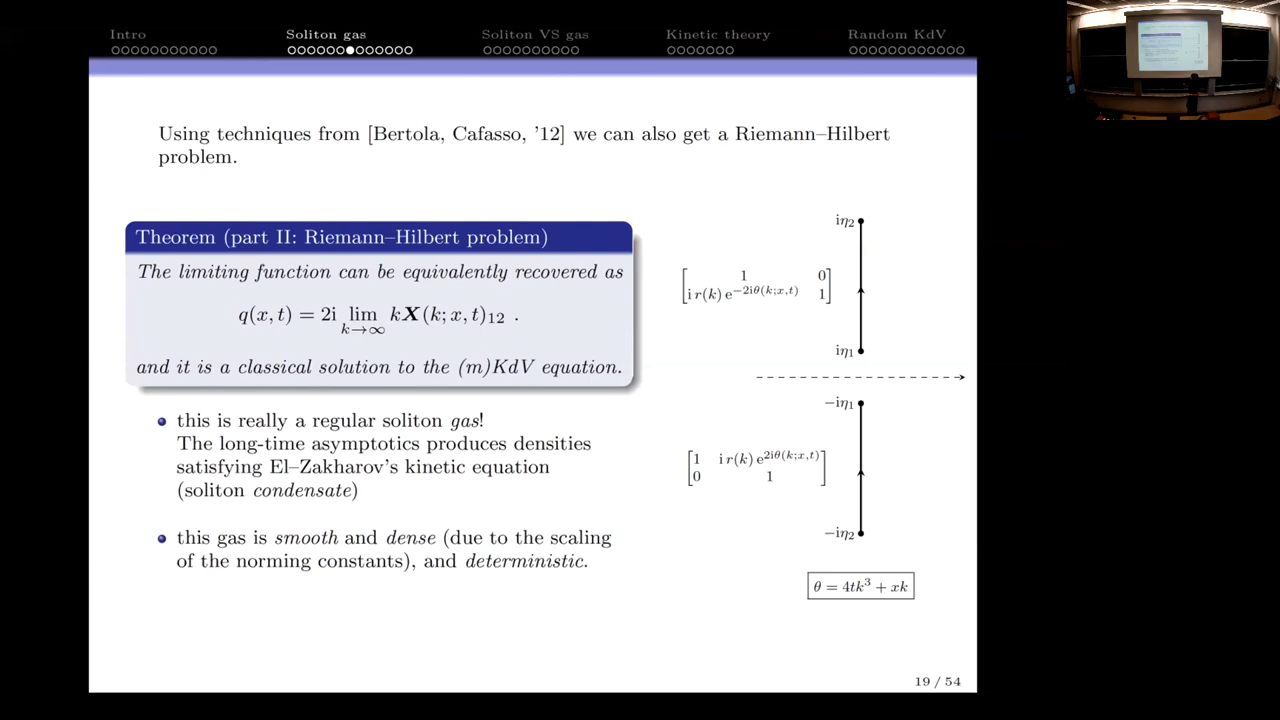 Intro Soliton gas Soliton VS gas Kinetic theory Random KdV
Using techniques from [Bertola, Cafasso, '12] we can also get a Riemann–Hilbert
problem.
Theorem (part II: Riemann–Hilbert problem)
The limiting function can be equivalently recovered as
q(x, t) = 2i lim_{k→∞} kX(k; x, t)₁₂ .
and it is a classical solution to the (m)KdV equation.
this is really a regular soliton gas!
The long-time asymptotics produces densities
satisfying El–Zakharov's kinetic equation
(soliton condensate)
this gas is smooth and dense (due to the scaling
of the norming constants), and deterministic.
iη₂
[1 0
i r(k) e^{−2iθ(k;x,t)} 1]
iη₁
−iη₁
[1 i r(k) e^{2iθ(k;x,t)}
0 1]
−iη₂
θ = 4tk³ + xk
19 / 54